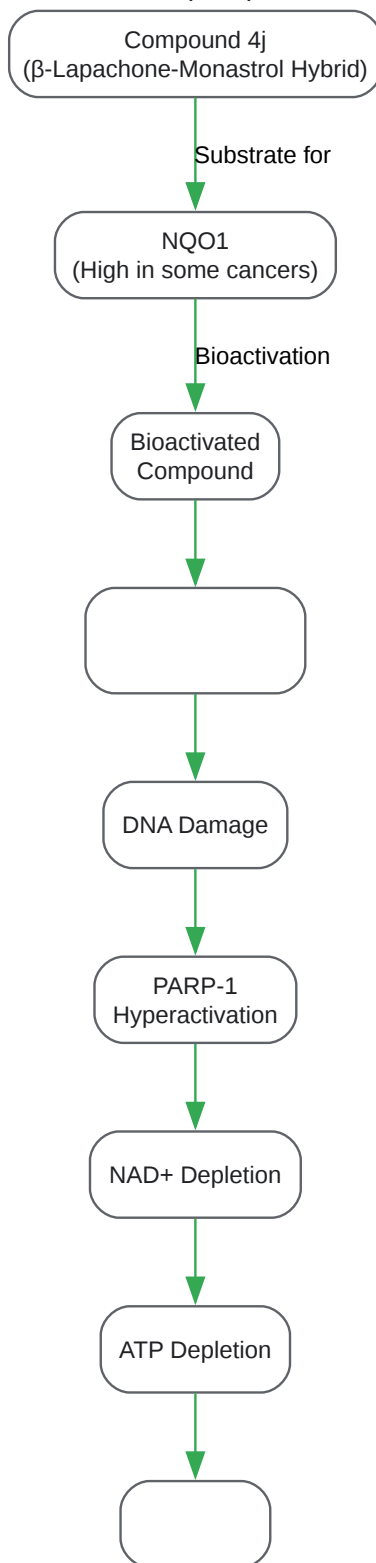 Compound 4j
(β-Lapachone-Monastrol Hybrid)
Substrate for
NQO1
(High in some cancers)
Bioactivation
Bioactivated
Compound
DNA Damage
PARP-1
Hyperactivation
NAD+ Depletion
ATP Depletion